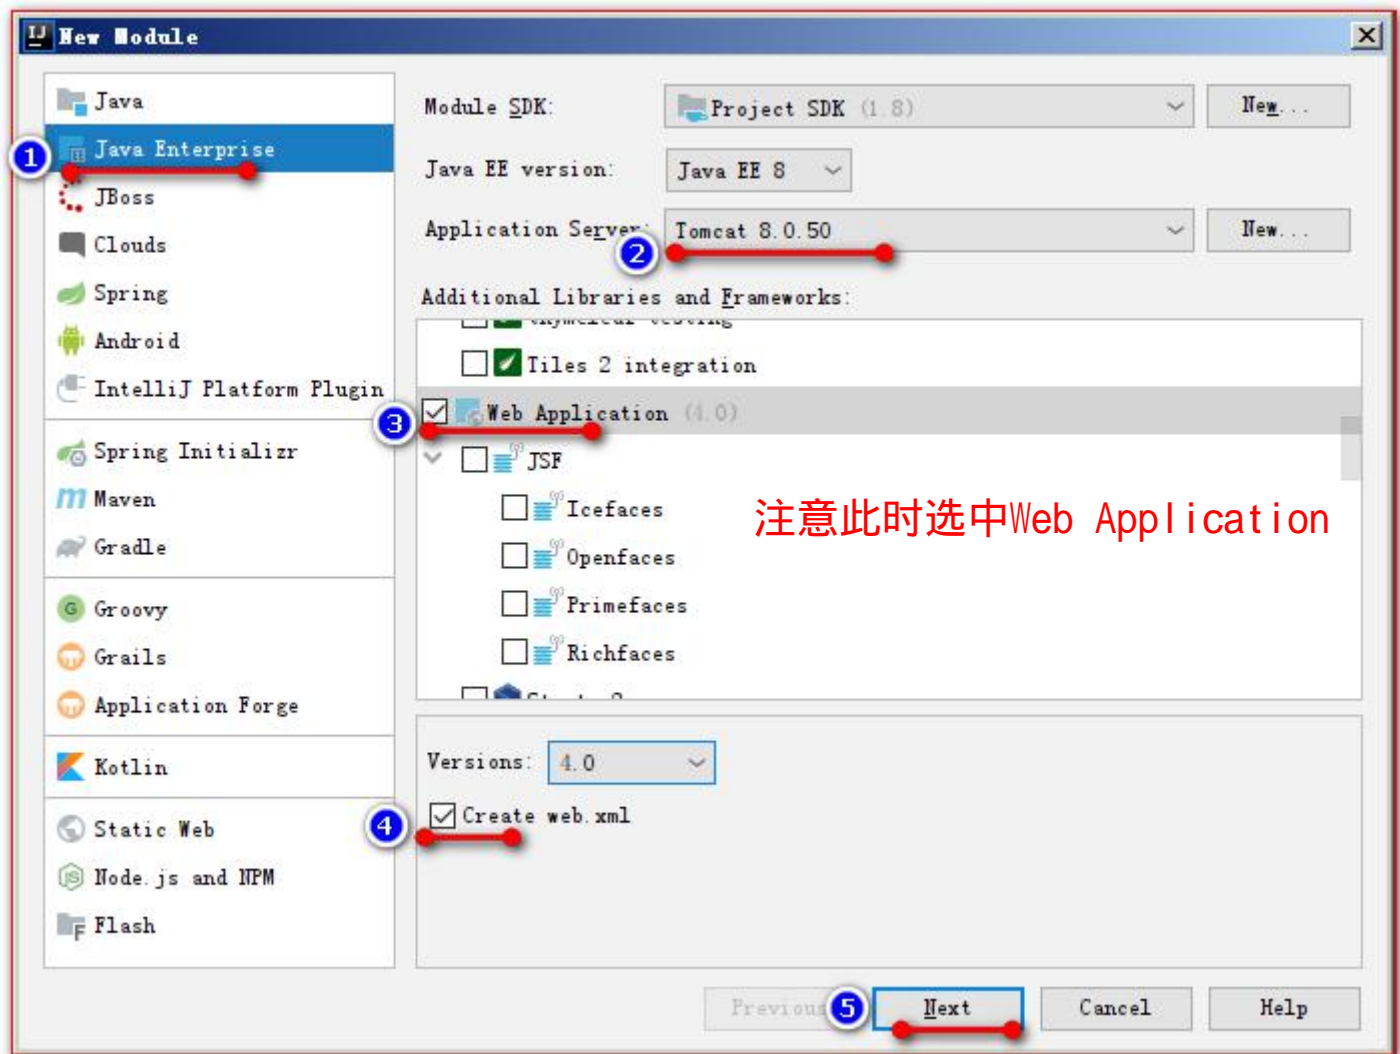 New Module
Java
1 Java Enterprise
JBoss
Clouds
Spring
Android
IntelliJ Platform Plugin
Spring Initializr
Maven
Gradle
Groovy
Grails
Application Forge
Kotlin
Static Web
Node.js and NPM
Flash
Module SDK: Project SDK (1.8) New...
Java EE version: Java EE 8
Application Server: 2 Tomcat 8.0.50 New...
Additional Libraries and Frameworks:
Tiles 2 integration
3 Web Application (4.0)
JSF
Icefaces
注意此时选中Web Application
Openfaces
Primefaces
Richfaces
Versions: 4.0
4 Create web.xml
Previous 5 Next Cancel Help